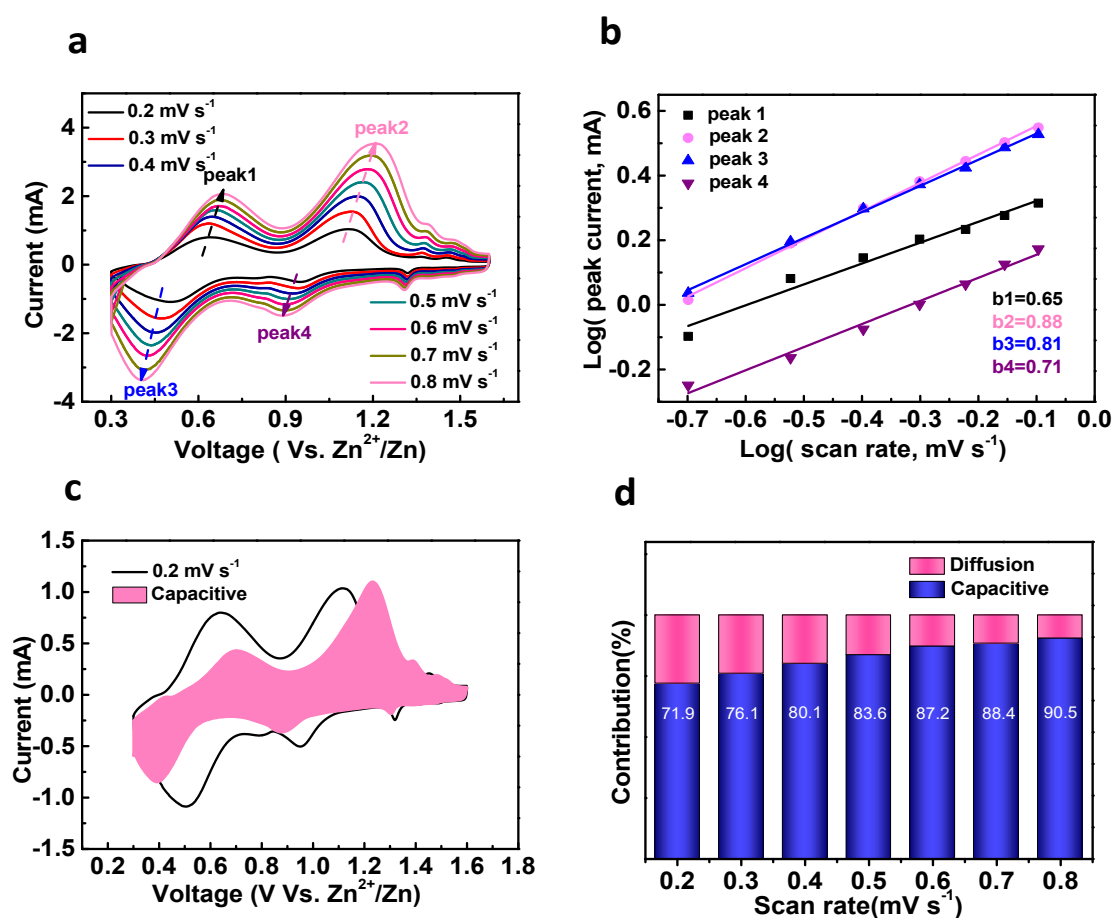 a
0.2 mV s⁻¹
0.3 mV s⁻¹
0.4 mV s⁻¹
peak1
peak2
peak3
peak4
0.5 mV s⁻¹
0.6 mV s⁻¹
0.7 mV s⁻¹
0.8 mV s⁻¹
4
2
0
-2
-4
Current (mA)
0.3 0.6 0.9 1.2 1.5
Voltage ( Vs. Zn²⁺/Zn)
b
peak 1
peak 2
peak 3
peak 4
b1=0.65
b2=0.88
b3=0.81
b4=0.71
0.6
0.4
0.2
0.0
-0.2
Log( peak current, mA)
-0.7 -0.6 -0.5 -0.4 -0.3 -0.2 -0.1 0.0
Log( scan rate, mV s⁻¹)
c
0.2 mV s⁻¹
Capacitive
1.5
1.0
0.5
0.0
-0.5
-1.0
-1.5
Current (mA)
0.2 0.4 0.6 0.8 1.0 1.2 1.4 1.6 1.8
Voltage (V Vs. Zn²⁺/Zn)
d
Diffusion
Capacitive
71.9 76.1 80.1 83.6 87.2 88.4 90.5
Contribution(%)
0.2 0.3 0.4 0.5 0.6 0.7 0.8
Scan rate(mV s⁻¹)